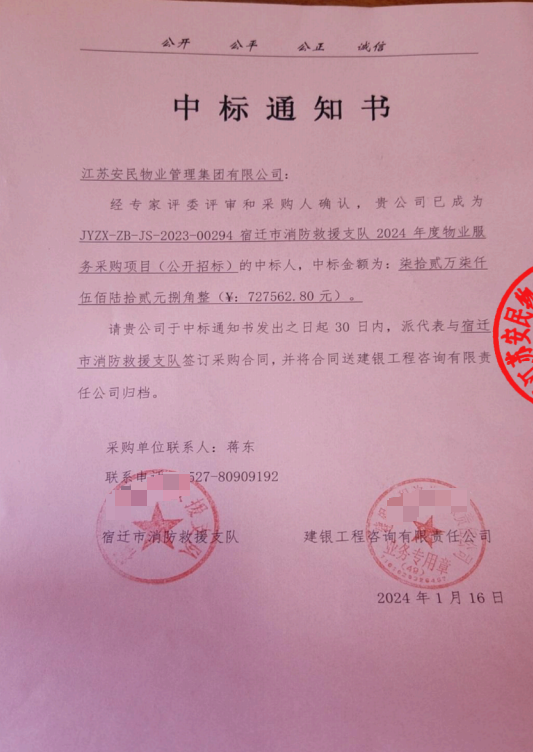 公开 公平 公正 诚信
中标通知书
江苏安民物业管理集团有限公司：
经专家评委评审和采购人确认，贵公司已成为
JYZX-ZB-JS-2023-00294 宿迁市消防救援支队 2024 年度物业服
务采购项目（公开招标）的中标人，中标金额为：柒拾贰万柒仟
伍佰陆拾贰元捌角整（¥：727562.80 元）。
请贵公司于中标通知书发出之日起 30 日内，派代表与宿迁
市消防救援支队签订采购合同，并将合同送建银工程咨询有限责
任公司归档。
采购单位联系人：蒋东
联系电话 527-80909192
宿迁市消防救援支队 建银工程咨询有限责任公司
业务专用章
(49)
2024 年 1 月 16 日